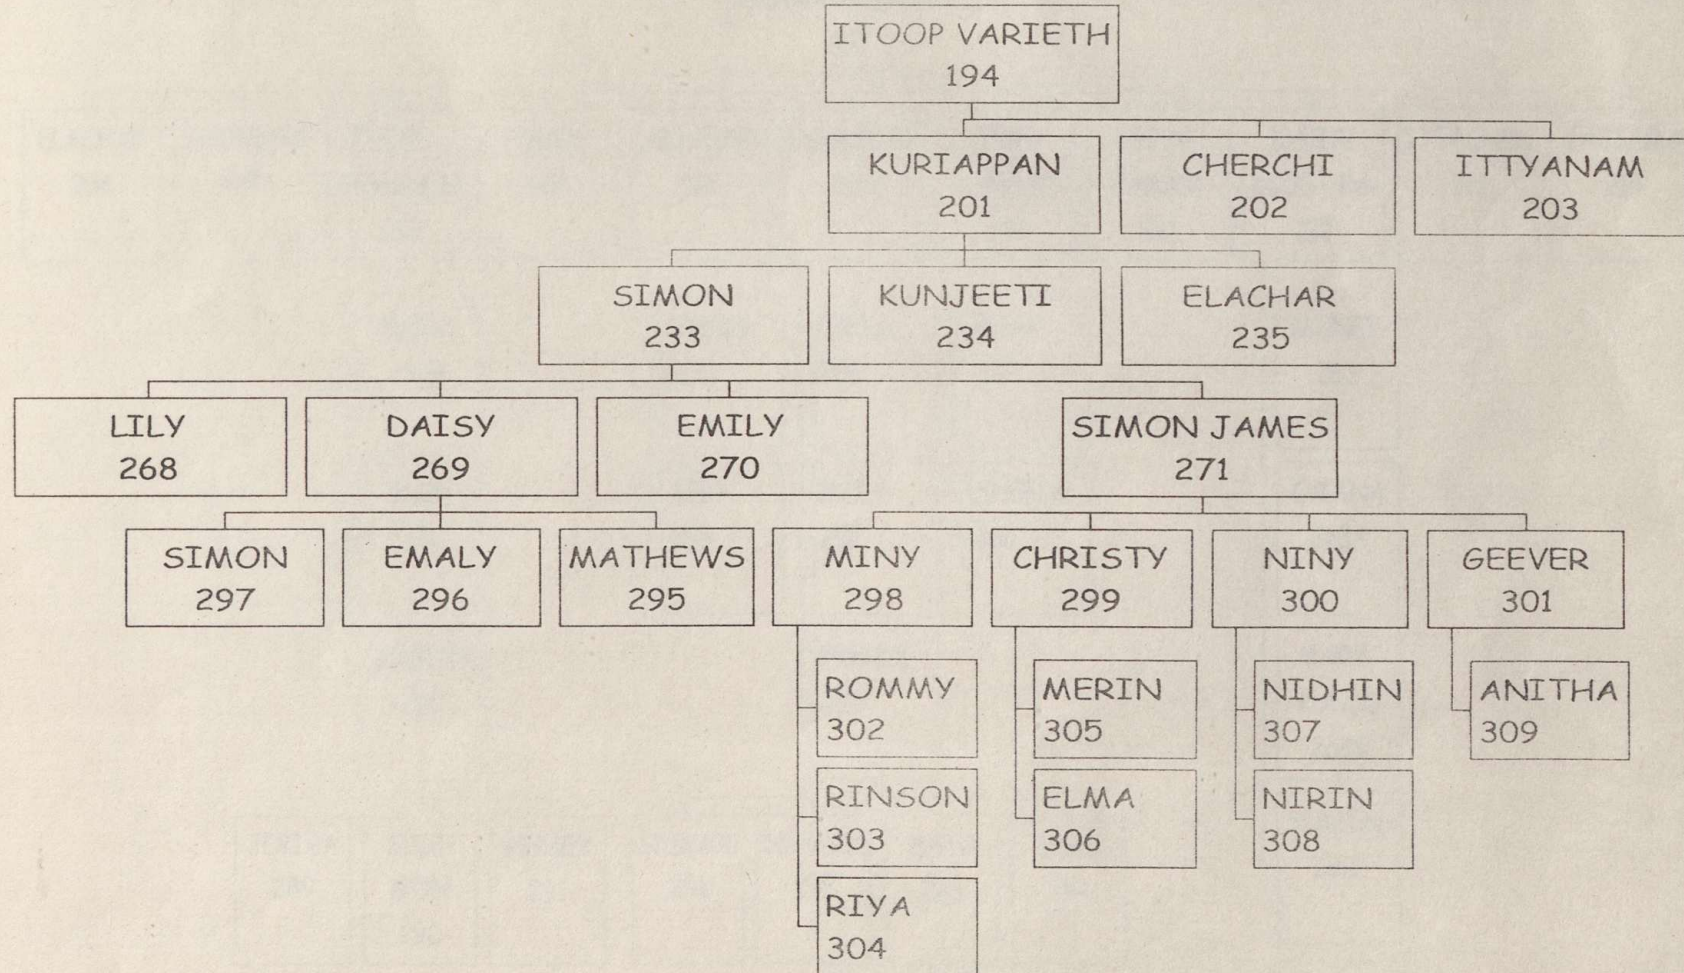 ITOOP VARIETH
194
KURIAPPAN
201
CHERCHI
202
ITTYANAM
203
SIMON
233
KUNJEETI
234
ELACHAR
235
LILY
268
DAISY
269
EMILY
270
SIMON JAMES
271
SIMON
297
EMALY
296
MATHEWS
295
MINY
298
CHRISTY
299
NINY
300
GEEVER
301
ROMMY
302
RINSON
303
RIYA
304
MERIN
305
ELMA
306
NIDHIN
307
NIRIN
308
ANITHA
309